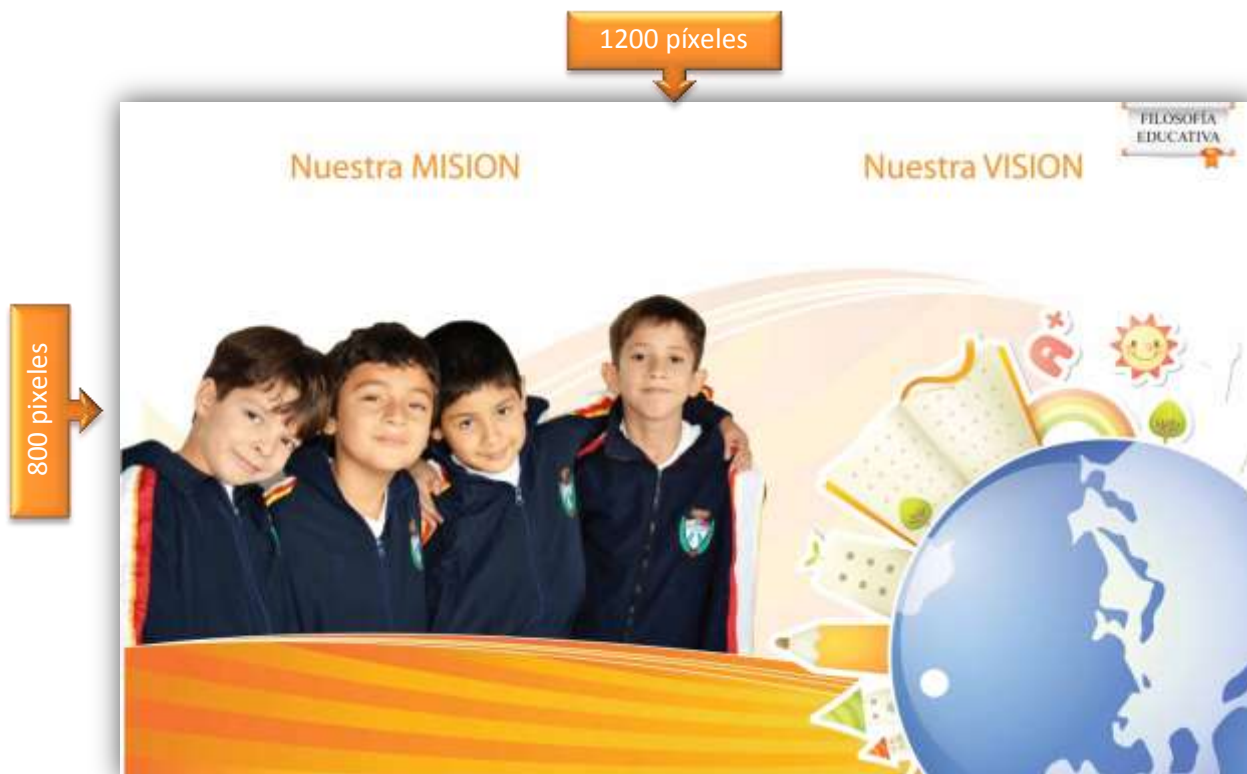 1200 píxeles
FILOSOFÍA
EDUCATIVA
Nuestra MISION
Nuestra VISION
800 pixeles
A+